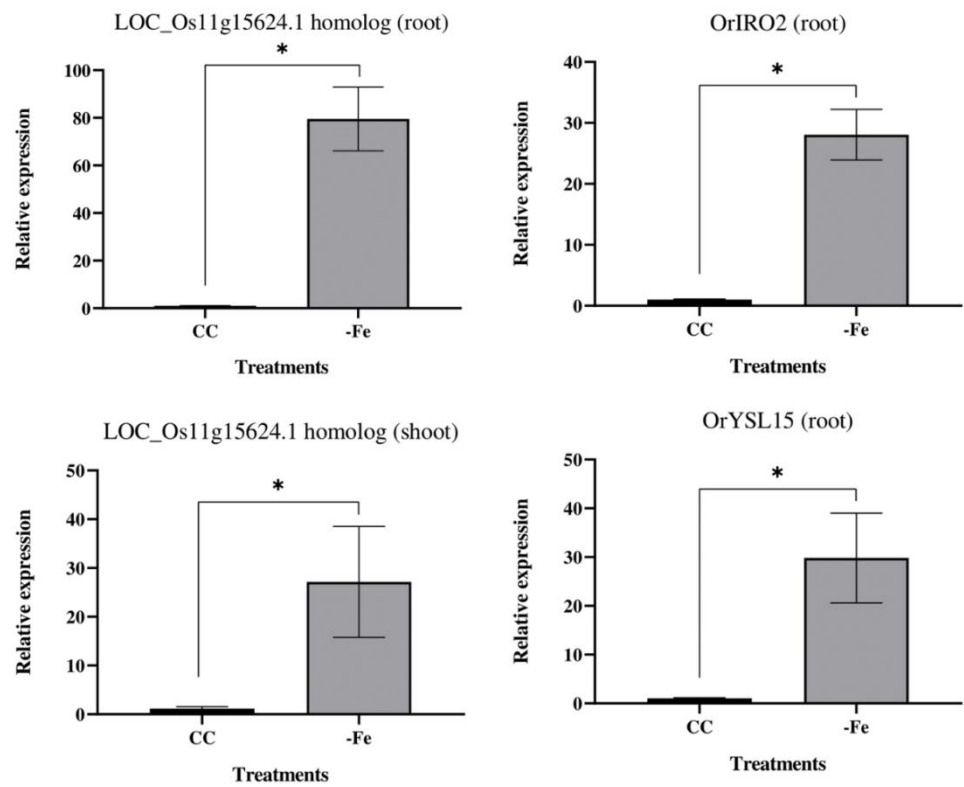 LOC_Os11g15624.1 homolog (root)
*
Relative expression
100
80
60
40
20
0
CC
-Fe
Treatments
OrIRO2 (root)
*
Relative expression
40
30
20
10
0
CC
-Fe
Treatments
LOC_Os11g15624.1 homolog (shoot)
*
Relative expression
50
40
30
20
10
0
CC
-Fe
Treatments
OrYSL15 (root)
*
Relative expression
50
40
30
20
10
0
CC
-Fe
Treatments